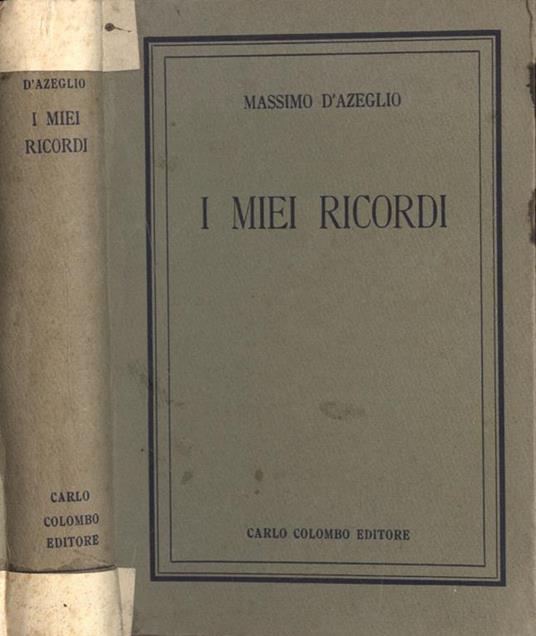 D'AZEGLIO
I MIEI
RICORDI
CARLO
COLOMBO
EDITORE
MASSIMO D'AZEGLIO
I MIEI RICORDI
CARLO COLOMBO EDITORE